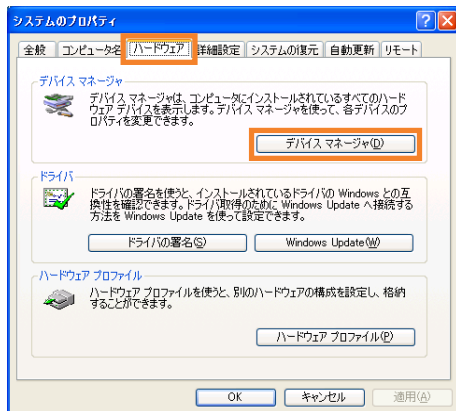 システムのプロパティ
全般 コンピュータ名 ハードウェア 詳細設定 システムの復元 自動更新 リモート
デバイス マネージャ
デバイス マネージャは、コンピュータにインストールされているすべてのハード
ウェア デバイスを表示します。デバイス マネージャを使って、各デバイスのプ
ロパティを変更できます。
デバイス マネージャ(D)
ドライバ
ドライバの署名を使うと、インストールされているドライバの Windows との互
換性を確認できます。ドライバ取得のために Windows Update へ接続する
方法を Windows Update を使って設定できます。
ドライバの署名(S) Windows Update(W)
ハードウェア プロファイル
ハードウェア プロファイルを使うと、別のハードウェアの構成を設定し、格納
することができます。
ハードウェア プロファイル(P)
OK キャンセル 適用(A)